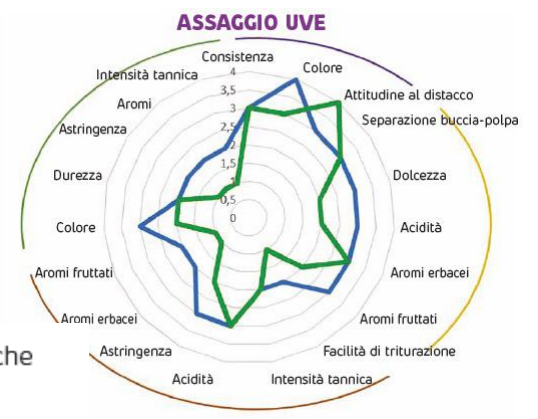 ASSAGGIO UVE
Consistenza
Colore
Attitudine al distacco
Separazione buccia-polpa
Dolcezza
Acidità
Aromi erbacei
Aromi fruttati
Facilità di triturazione
Intensità tannica
Acidità
Astringenza
Aromi erbacei
Aromi fruttati
Colore
Durezza
Astringenza
Aromi
Intensità tannica
4
3,5
3
2,5
2
1,5
1
0,5
0
che